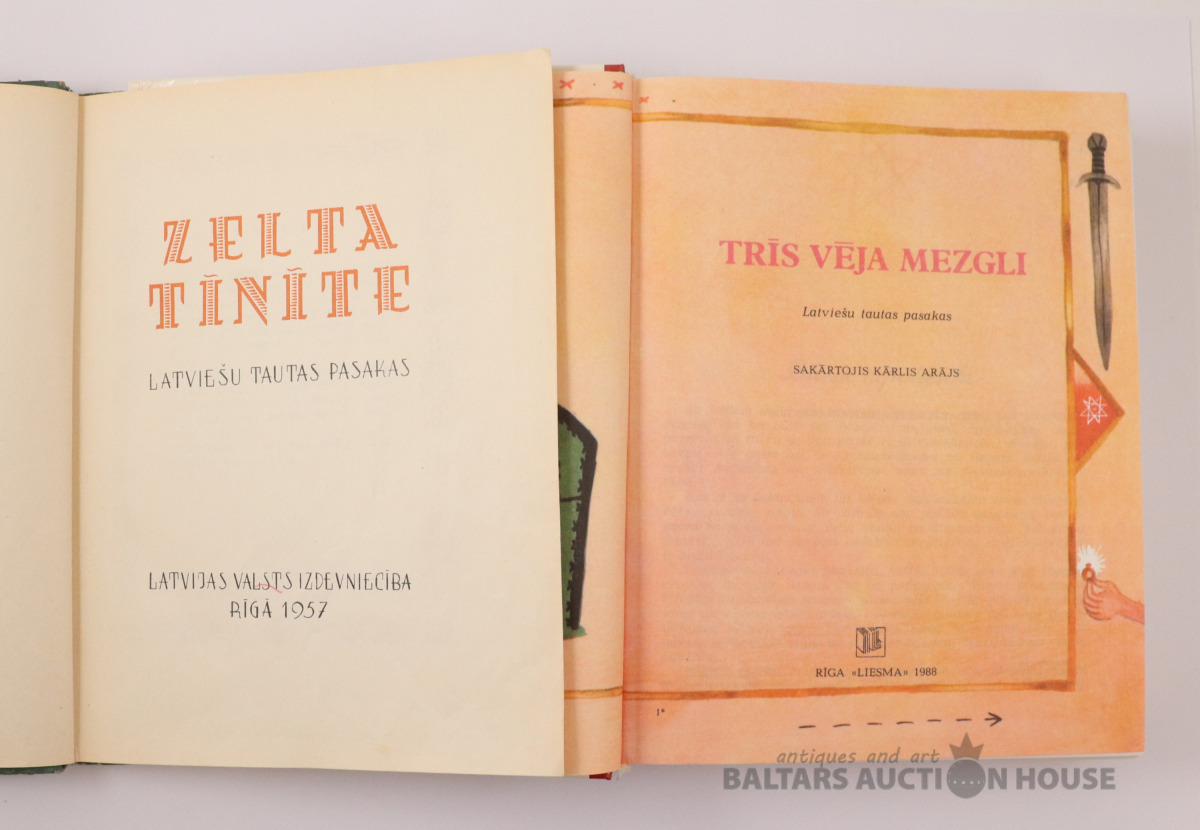 ZELTA
TĪNĪTE
LATVIEŠU TAUTAS PASAKAS
LATVIJAS VALSTS IZDEVNIECĪBA
RĪGĀ 1957
TRĪS VĒJA MEZGLI
Latviešu tautas pasakas
SAKĀRTOJIS KĀRLIS ARĀJS
RĪGA «LIESMA» 1988
1*
antiques and art
BALTARS AUCTION HOUSE